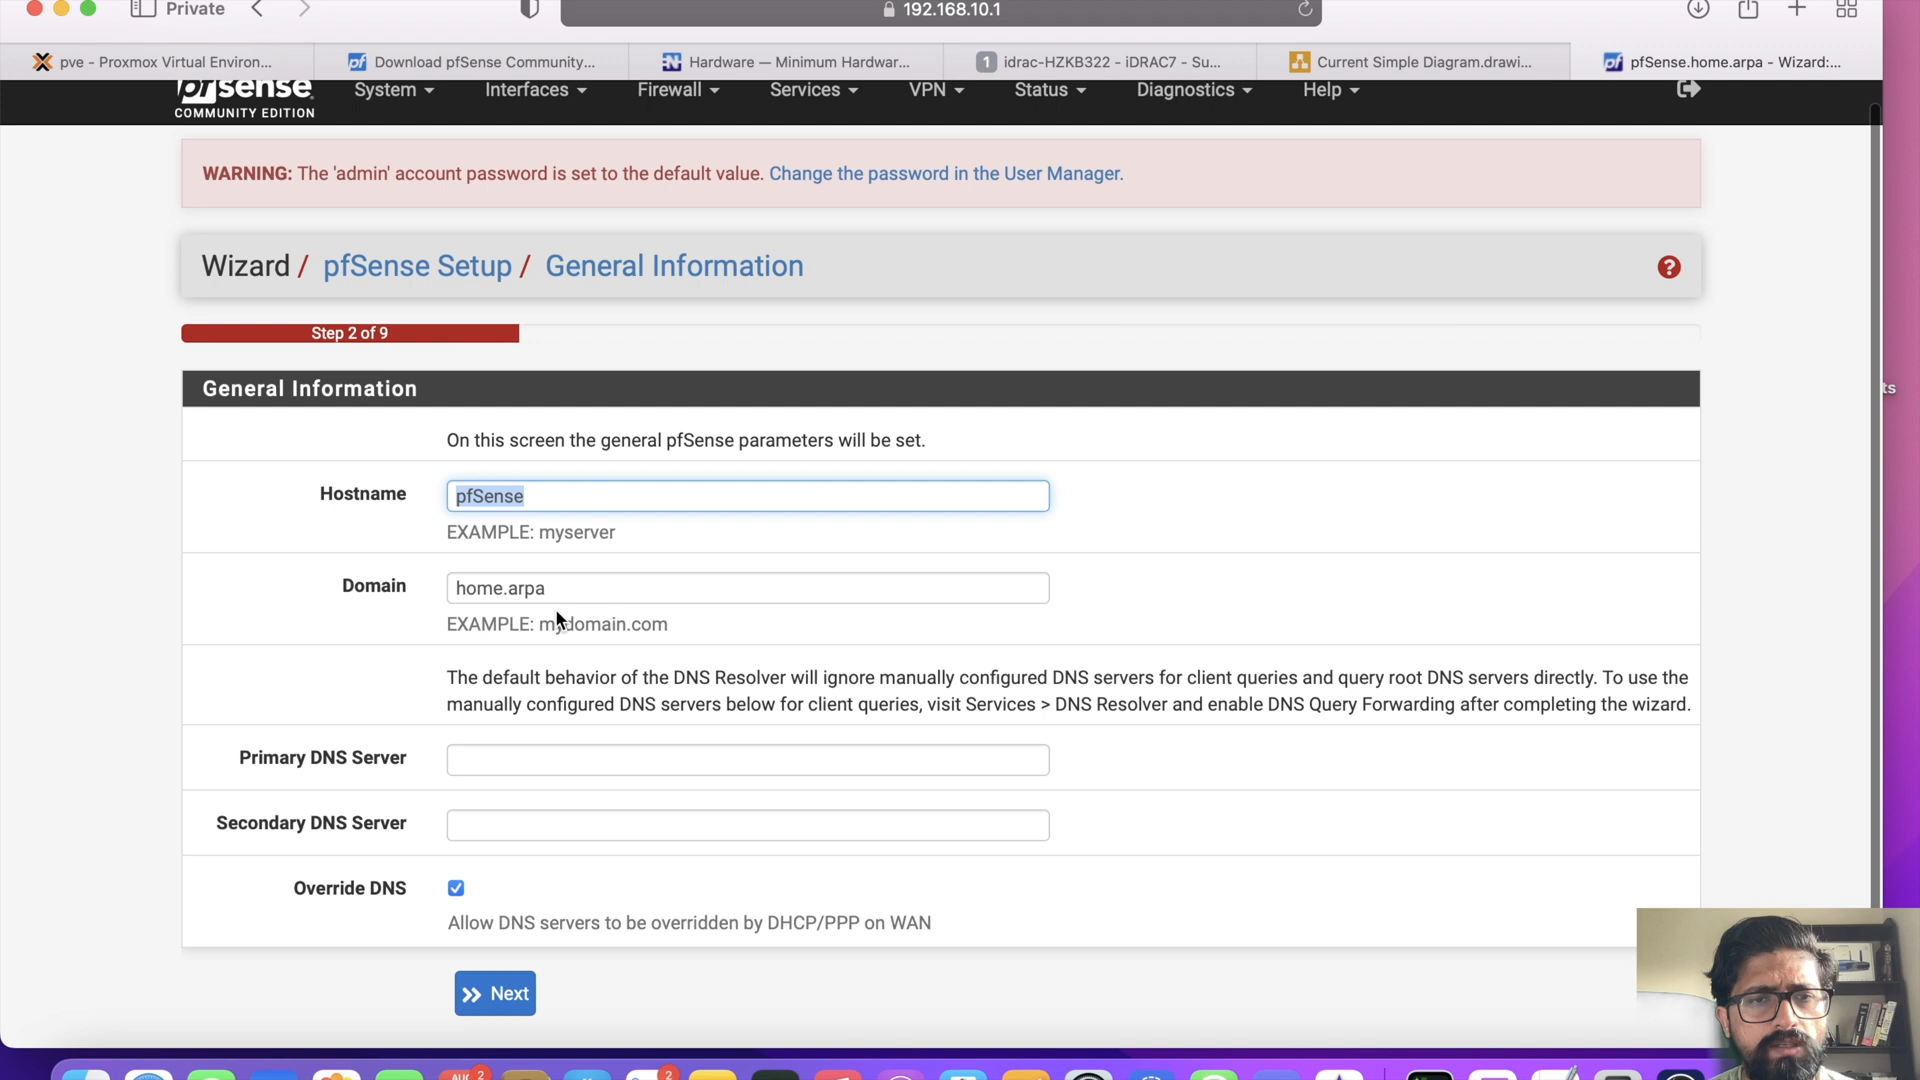 Private
192.168.10.1
pve - Proxmox Virtual Environ...
Download pfSense Community...
Hardware — Minimum Hardwar...
1 idrac-HZKB322 - iDRAC7 - Su...
Current Simple Diagram.drawi...
pfSense.home.arpa - Wizard:...
pfsense
COMMUNITY EDITION
System
Interfaces
Firewall
Services
VPN
Status
Diagnostics
Help
WARNING: The 'admin' account password is set to the default value. Change the password in the User Manager.
Wizard / pfSense Setup / General Information
Step 2 of 9
General Information
On this screen the general pfSense parameters will be set.
Hostname
pfSense
EXAMPLE: myserver
Domain
home.arpa
EXAMPLE: mydomain.com
The default behavior of the DNS Resolver will ignore manually configured DNS servers for client queries and query root DNS servers directly. To use the
manually configured DNS servers below for client queries, visit Services > DNS Resolver and enable DNS Query Forwarding after completing the wizard.
Primary DNS Server
Secondary DNS Server
Override DNS
Allow DNS servers to be overridden by DHCP/PPP on WAN
Next
ts
AUG
2
2